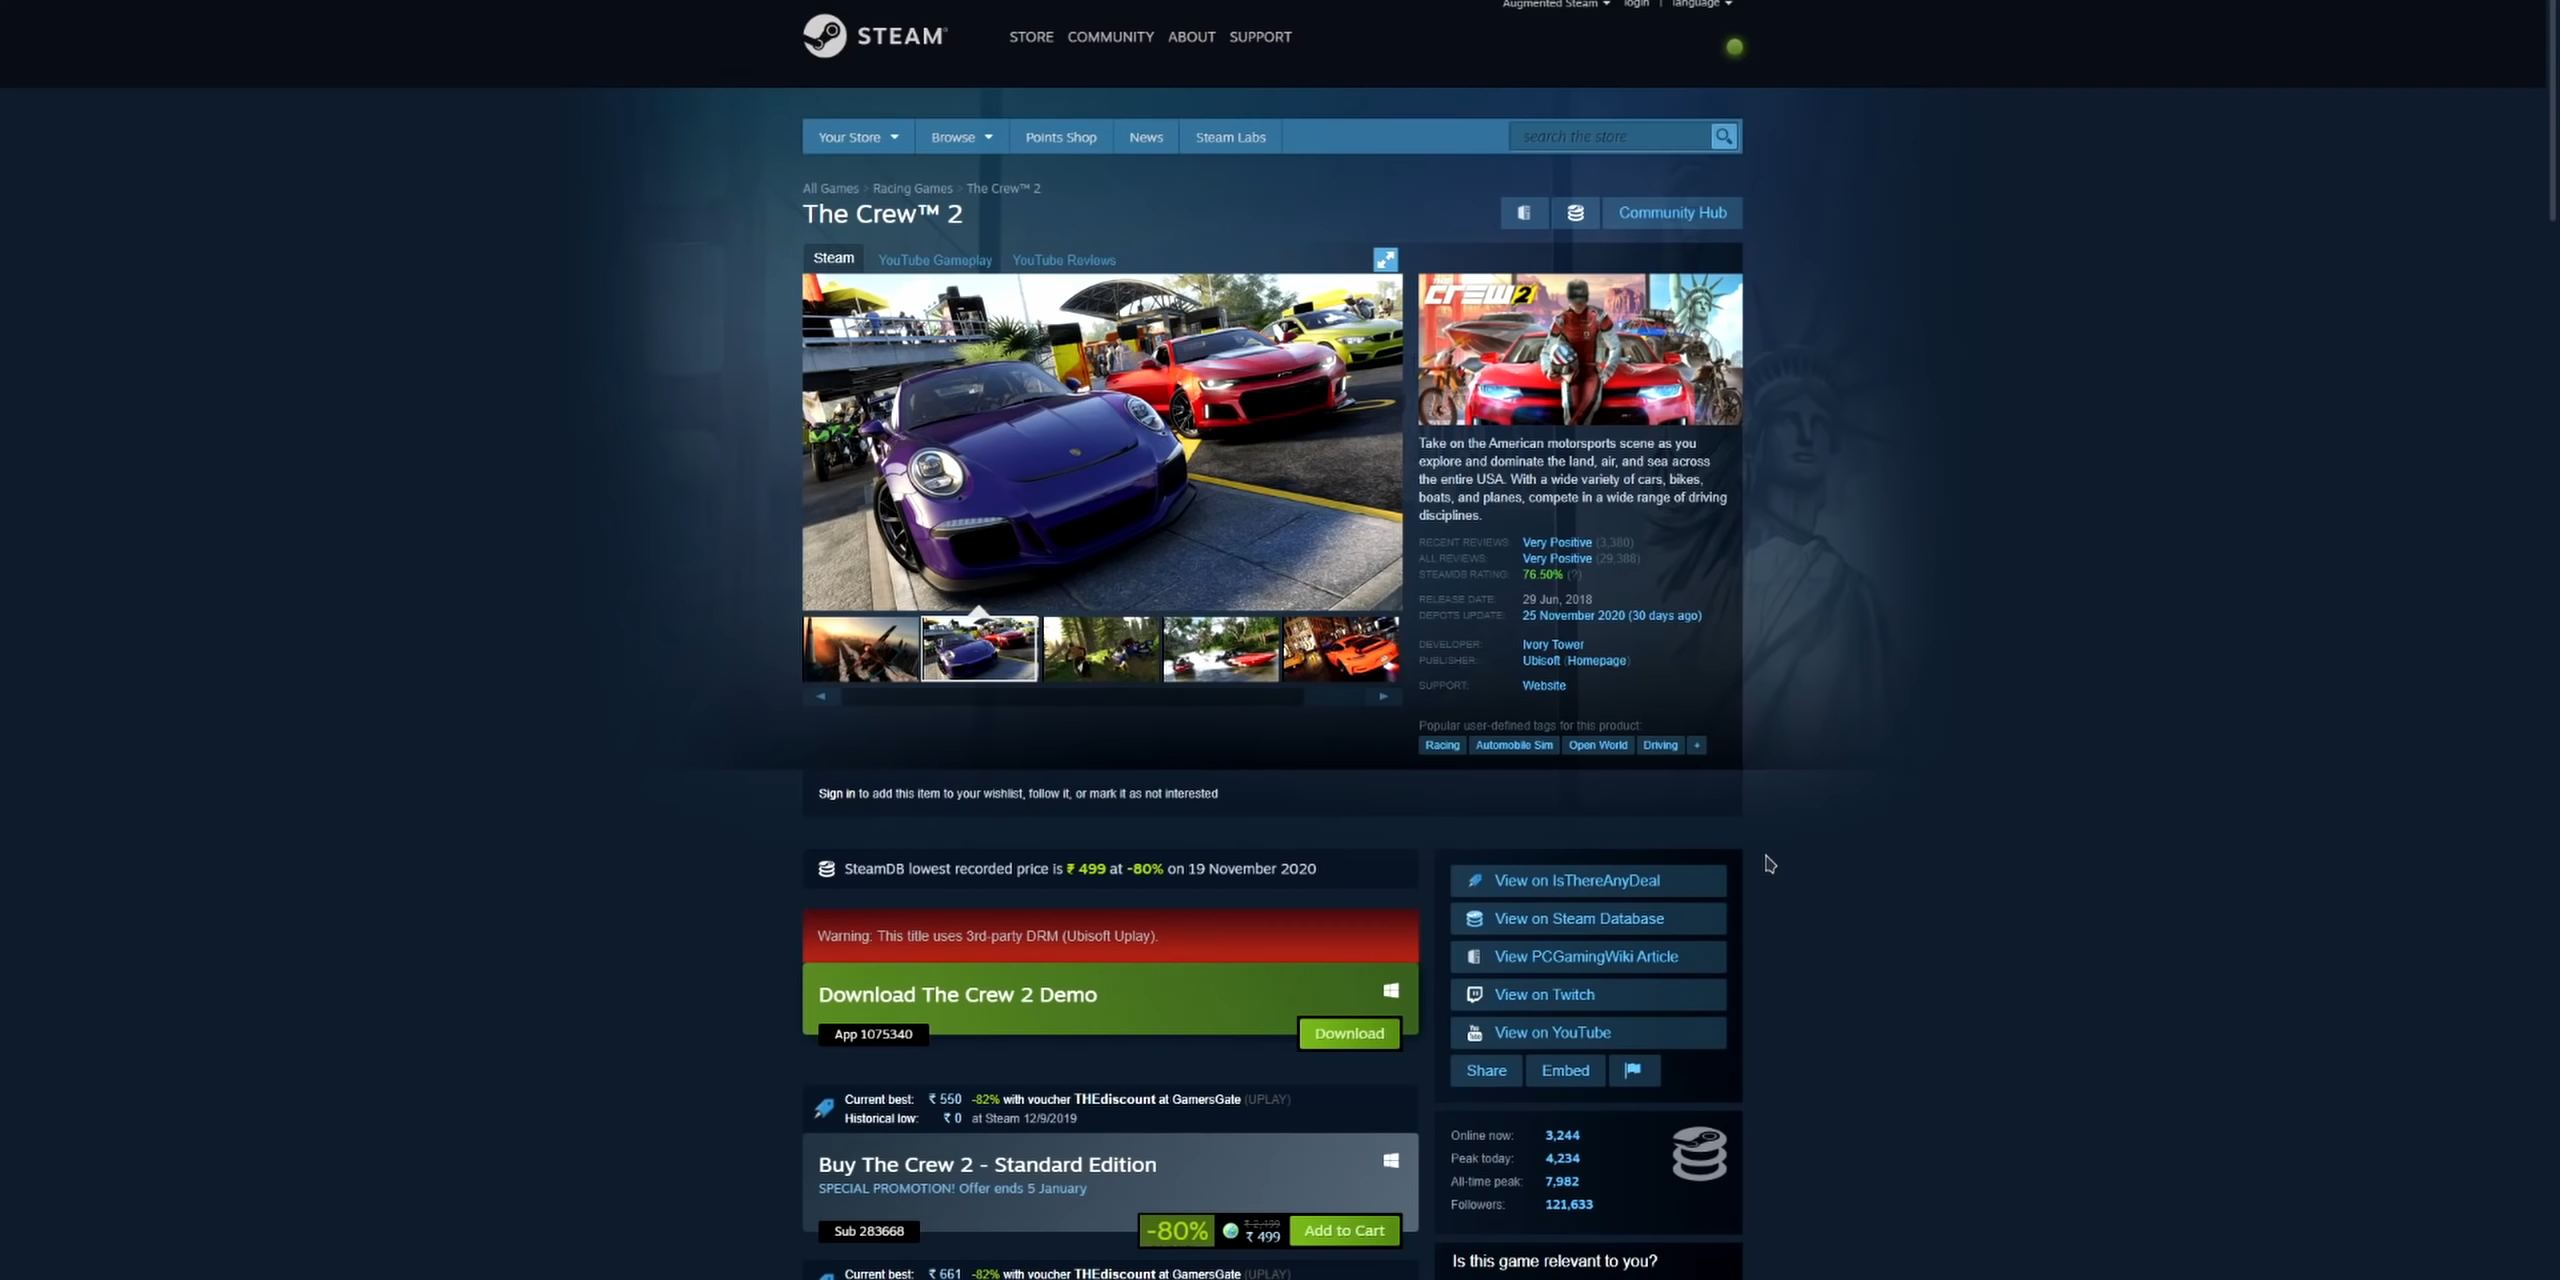 Augmented Steam login | language
STEAM®
STORE COMMUNITY ABOUT SUPPORT
Your Store Browse Points Shop News Steam Labs search the store
All Games > Racing Games > The Crew™ 2
The Crew™ 2
Community Hub
Steam YouTube Gameplay YouTube Reviews
THE CREW 2
Take on the American motorsports scene as you
explore and dominate the land, air, and sea across
the entire USA. With a wide variety of cars, bikes,
boats, and planes, compete in a wide range of driving
disciplines.
RECENT REVIEWS: Very Positive (3,380)
ALL REVIEWS: Very Positive (29,388)
STEAMDB RATING: 76.50% (?)
RELEASE DATE: 29 Jun, 2018
DEPOTS UPDATE: 25 November 2020 (30 days ago)
DEVELOPER: Ivory Tower
PUBLISHER: Ubisoft (Homepage)
SUPPORT: Website
Popular user-defined tags for this product:
Racing Automobile Sim Open World Driving +
Sign in to add this item to your wishlist, follow it, or mark it as not interested
SteamDB lowest recorded price is ₹ 499 at -80% on 19 November 2020
Warning: This title uses 3rd-party DRM (Ubisoft Uplay).
Download The Crew 2 Demo
App 1075340
Download
Current best: ₹ 550 -82% with voucher THEdiscount at GamersGate (UPLAY)
Historical low: ₹ 0 at Steam 12/9/2019
Buy The Crew 2 - Standard Edition
SPECIAL PROMOTION! Offer ends 5 January
Sub 283668
-80%
₹ 2,499
₹ 499
Add to Cart
Current best: ₹ 661 -82% with voucher THEdiscount at GamersGate (UPLAY)
View on IsThereAnyDeal
View on Steam Database
View PCGamingWiki Article
View on Twitch
View on YouTube
Share Embed
Online now: 3,244
Peak today: 4,234
All-time peak: 7,982
Followers: 121,633
Is this game relevant to you?